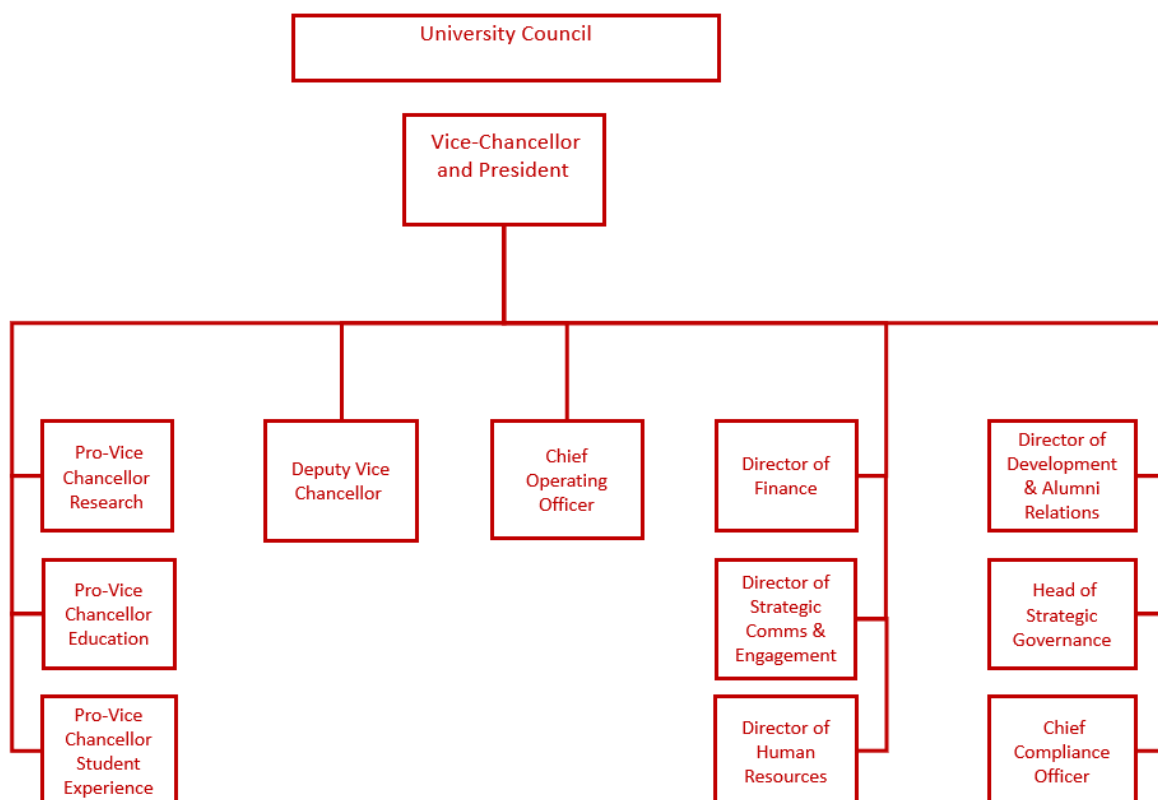 University Council
Vice-Chancellor
and President
Pro-Vice
Chancellor
Research
Deputy Vice
Chancellor
Chief
Operating
Officer
Director of
Finance
Director of
Development
& Alumni
Relations
Pro-Vice
Chancellor
Education
Director of
Strategic
Comms &
Engagement
Head of
Strategic
Governance
Pro-Vice
Chancellor
Student
Experience
Director of
Human
Resources
Chief
Compliance
Officer